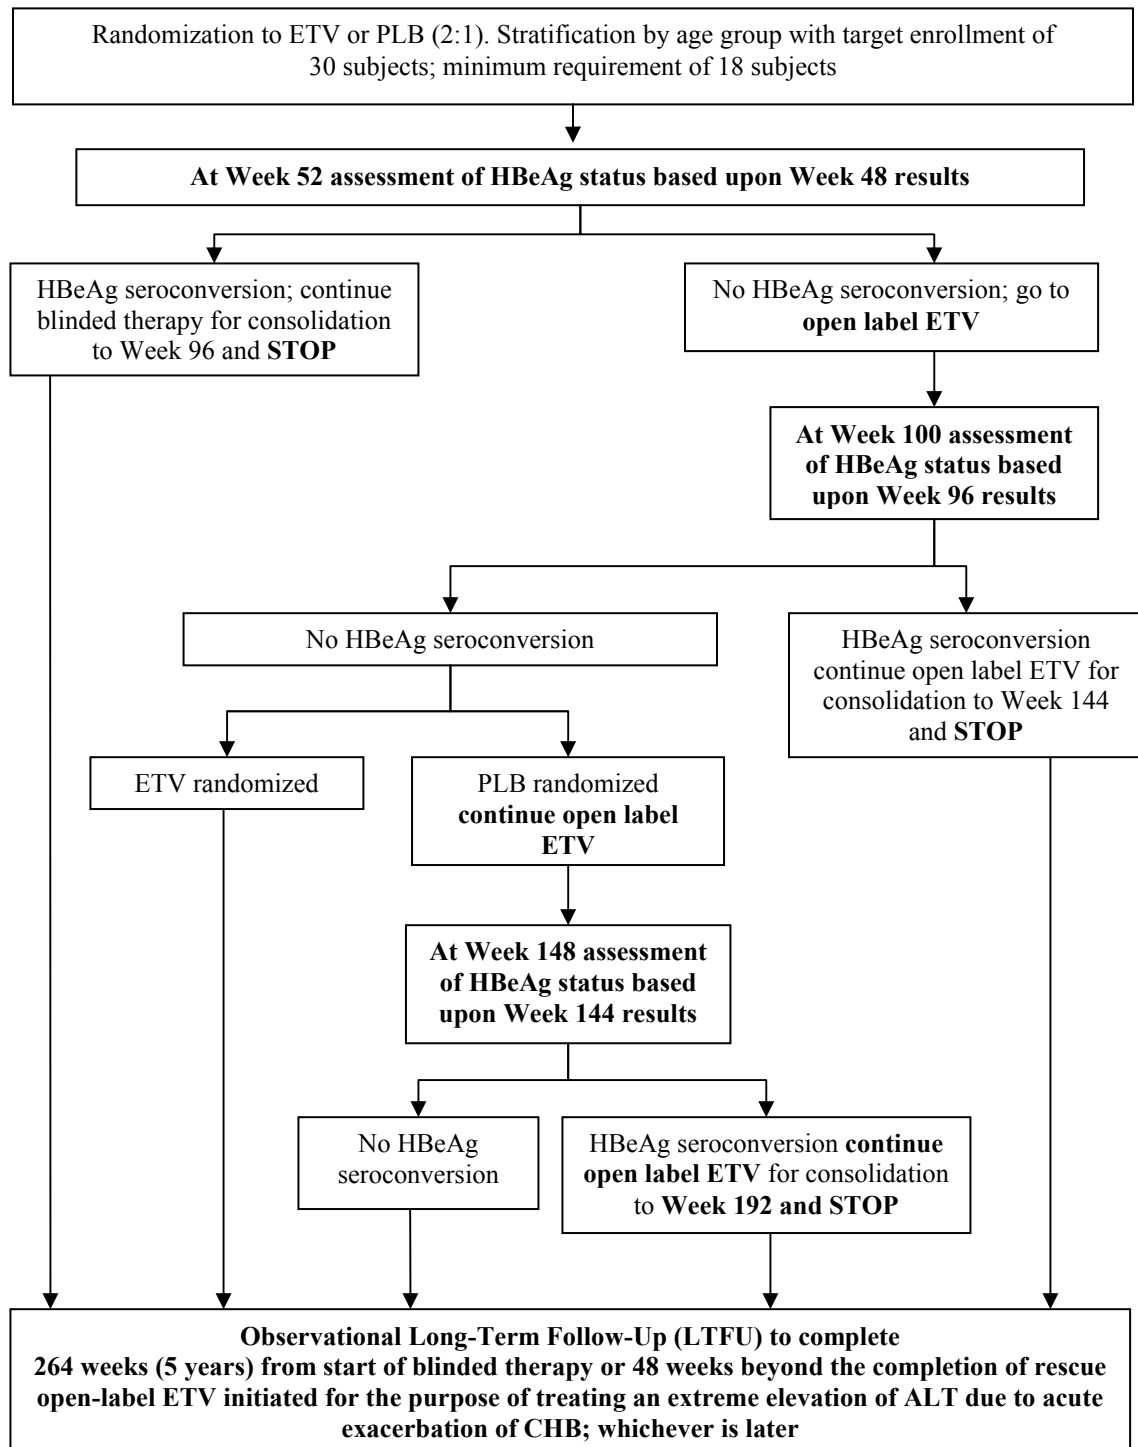 Randomization to ETV or PLB (2:1). Stratification by age group with target enrollment of
30 subjects; minimum requirement of 18 subjects
At Week 52 assessment of HBeAg status based upon Week 48 results
HBeAg seroconversion; continue
blinded therapy for consolidation
to Week 96 and STOP
No HBeAg seroconversion; go to
open label ETV
At Week 100 assessment
of HBeAg status based
upon Week 96 results
No HBeAg seroconversion
HBeAg seroconversion
continue open label ETV for
consolidation to Week 144
and STOP
ETV randomized
PLB randomized
continue open label
ETV
At Week 148 assessment
of HBeAg status based
upon Week 144 results
No HBeAg
seroconversion
HBeAg seroconversion continue
open label ETV for consolidation
to Week 192 and STOP
Observational Long-Term Follow-Up (LTFU) to complete
264 weeks (5 years) from start of blinded therapy or 48 weeks beyond the completion of rescue
open-label ETV initiated for the purpose of treating an extreme elevation of ALT due to acute
exacerbation of CHB; whichever is later